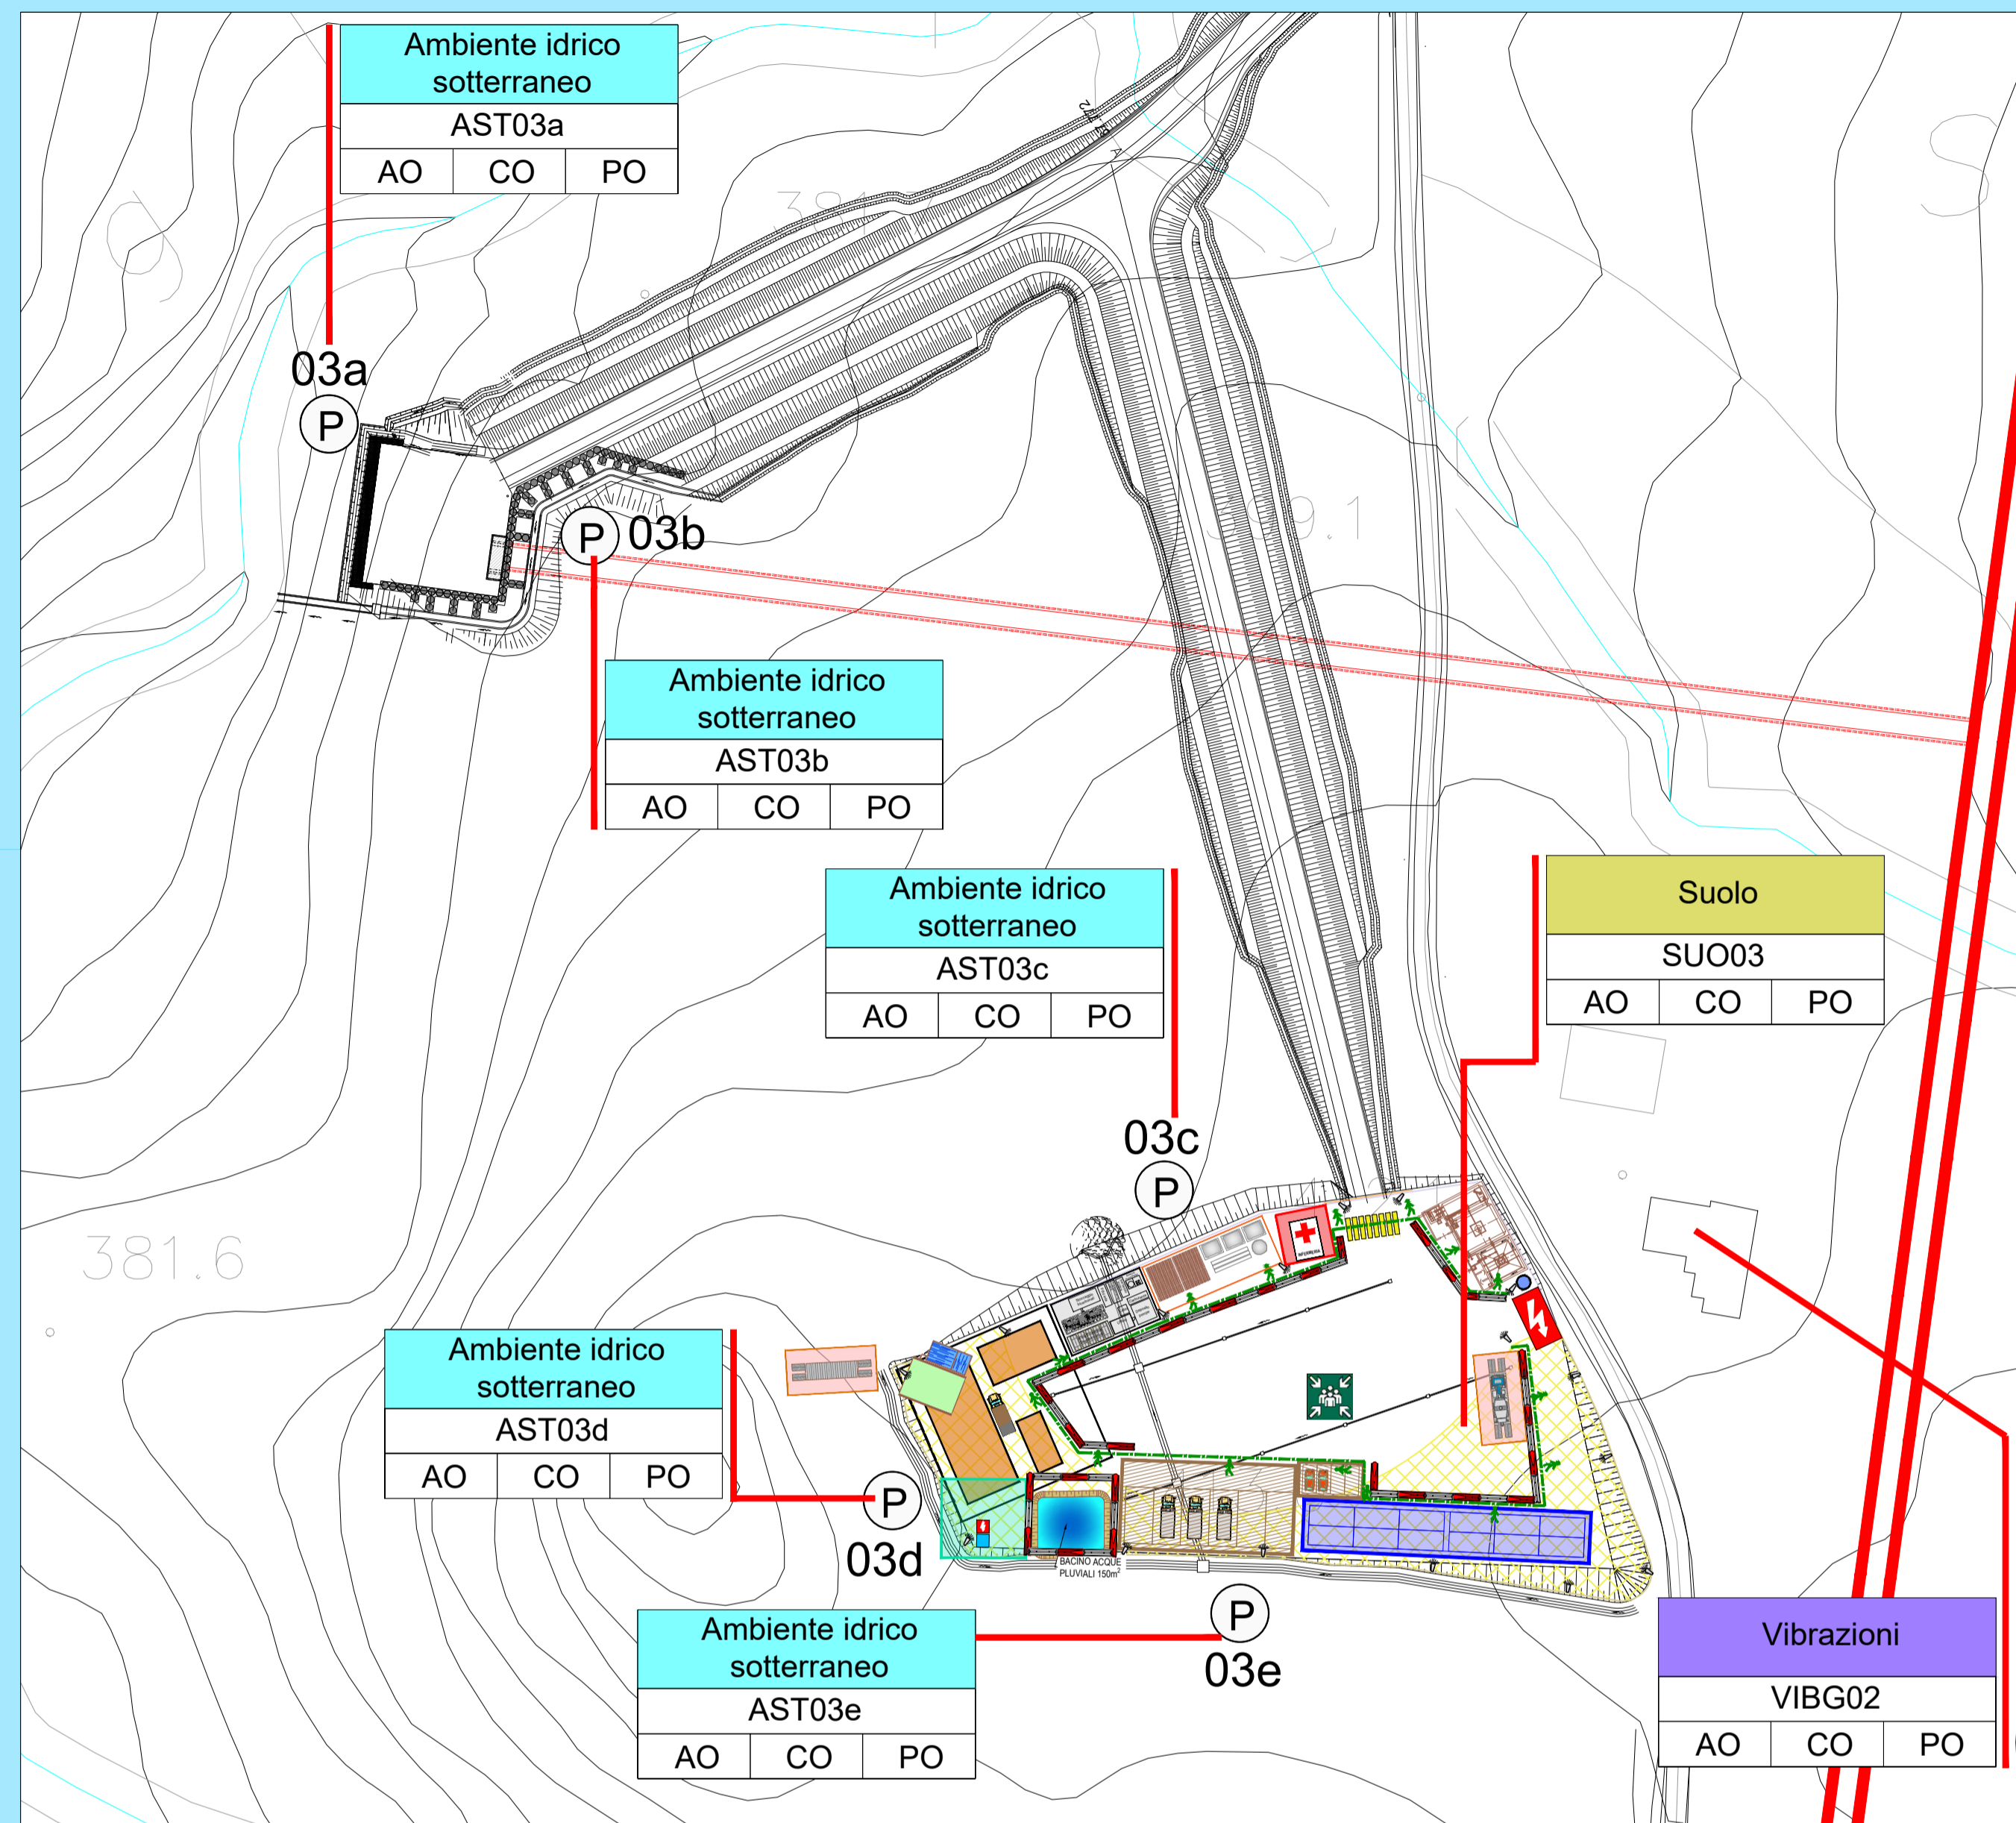 Ambiente idrico
sotterraneo
AST03a
AO CO PO
03a
P
P
03b
Ambiente idrico
sotterraneo
AST03b
AO CO PO
Ambiente idrico
sotterraneo
AST03c
AO CO PO
Suolo
SUO03
AO CO PO
03c
P
381.6
Ambiente idrico
sotterraneo
AST03d
AO CO PO
P
03d
BACINO ACQUE
PLUVIALI 150m²
Ambiente idrico
sotterraneo
AST03e
AO CO PO
P
03e
Vibrazioni
VIBG02
AO CO PO